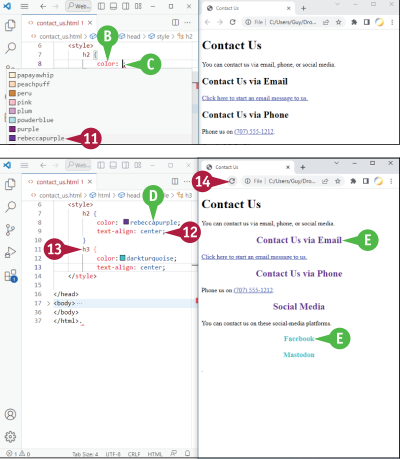 Web...
contact_us.html 1
contact_us.html > html > head > style > h2
6 <style>
7 h2 {
8 color: ;
B
C
papayawhip
peachpuff
peru
pink
plum
powderblue
purple
rebeccapurple
11
Contact Us
File C:/Users/Guy/Dro...
Contact Us
You can contact us by email, phone, or social media.
Contact Us via Email
Click here to start an email message to us.
Contact Us via Phone
Phone us on (707) 555-1212.
Web...
contact_us.html 1
contact_us.html > html > head > style > h3
6 <style>
7 h2 {
D
color: rebeccapurple;
text-align: center;
12
10 }
13
11 h3 {
12 color: darkturquoise;
13 text-align: center;
14 </style>
15
16 </head>
17 <body> ...
36 </body>
37 </html>
1 0
Tab Size: 4 UTF-8 CRLF HTML
Contact Us
14
File C:/Users/Guy/Dro...
Contact Us
You can contact us by email, phone, or social media.
Contact Us via Email
E
Click here to start an email message to us.
Contact Us via Phone
Phone us on (707) 555-1212.
Social Media
You can contact us on these social-media platforms.
Facebook
E
Mastodon